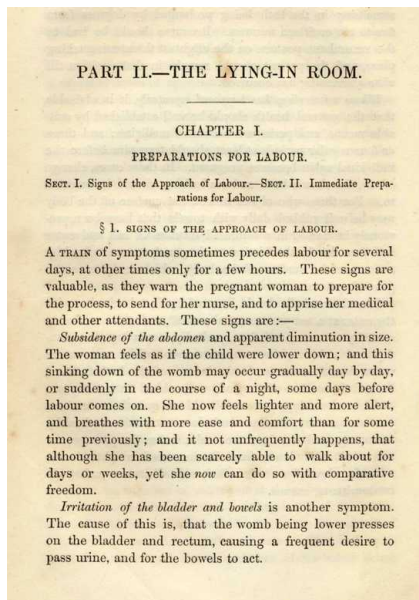 PART II.—THE LYING-IN ROOM.
CHAPTER I.
PREPARATIONS FOR LABOUR.
SECT. I. Signs of the Approach of Labour.—SECT. II. Immediate Prepa-
rations for Labour.
§ 1. SIGNS OF THE APPROACH OF LABOUR.
A TRAIN of symptoms sometimes precedes labour for several
days, at other times only for a few hours. These signs are
valuable, as they warn the pregnant woman to prepare for
the process, to send for her nurse, and to apprise her medical
and other attendants. These signs are:—
Subsidence of the abdomen and apparent diminution in size.
The woman feels as if the child were lower down; and this
sinking down of the womb may occur gradually day by day,
or suddenly in the course of a night, some days before
labour comes on. She now feels lighter and more alert,
and breathes with more ease and comfort than for some
time previously; and it not unfrequently happens, that
although she has been scarcely able to walk about for
days or weeks, yet she now can do so with comparative
freedom.
Irritation of the bladder and bowels is another symptom.
The cause of this is, that the womb being lower presses
on the bladder and rectum, causing a frequent desire to
pass urine, and for the bowels to act.